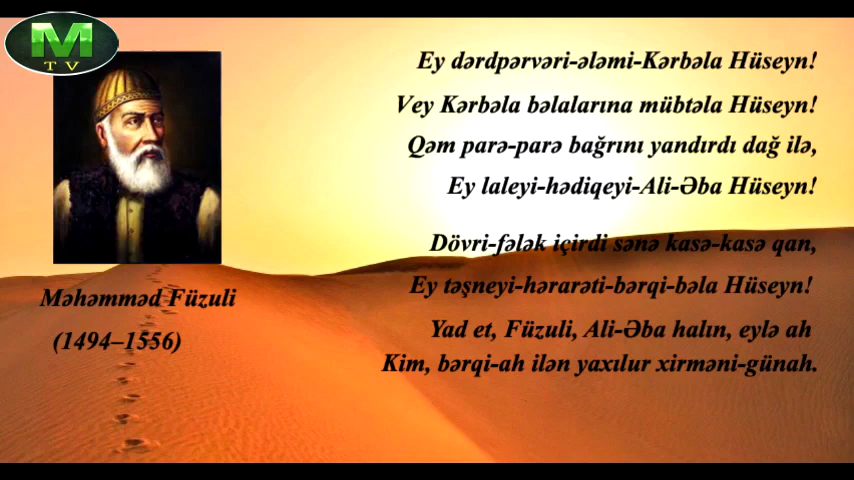 M
TV
Ey dərdpərvəri-ələmi-Kərbəla Hüseyn!
Vey Kərbəla bəlalarına mübtəla Hüseyn!
Qəm parə-parə bağrını yandırdı dağ ilə,
Ey laleyi-hədiqeyi-Ali-Əba Hüseyn!
Dövri-fələk içirdi sənə kasə-kasə qan,
Ey təşneyi-hərarəti-bərqi-bəla Hüseyn!
Yad et, Füzuli, Ali-Əba halın, eylə ah
Kim, bərqi-ah ilən yaxılur xirməni-günah.
Məhəmməd Füzuli
(1494–1556)